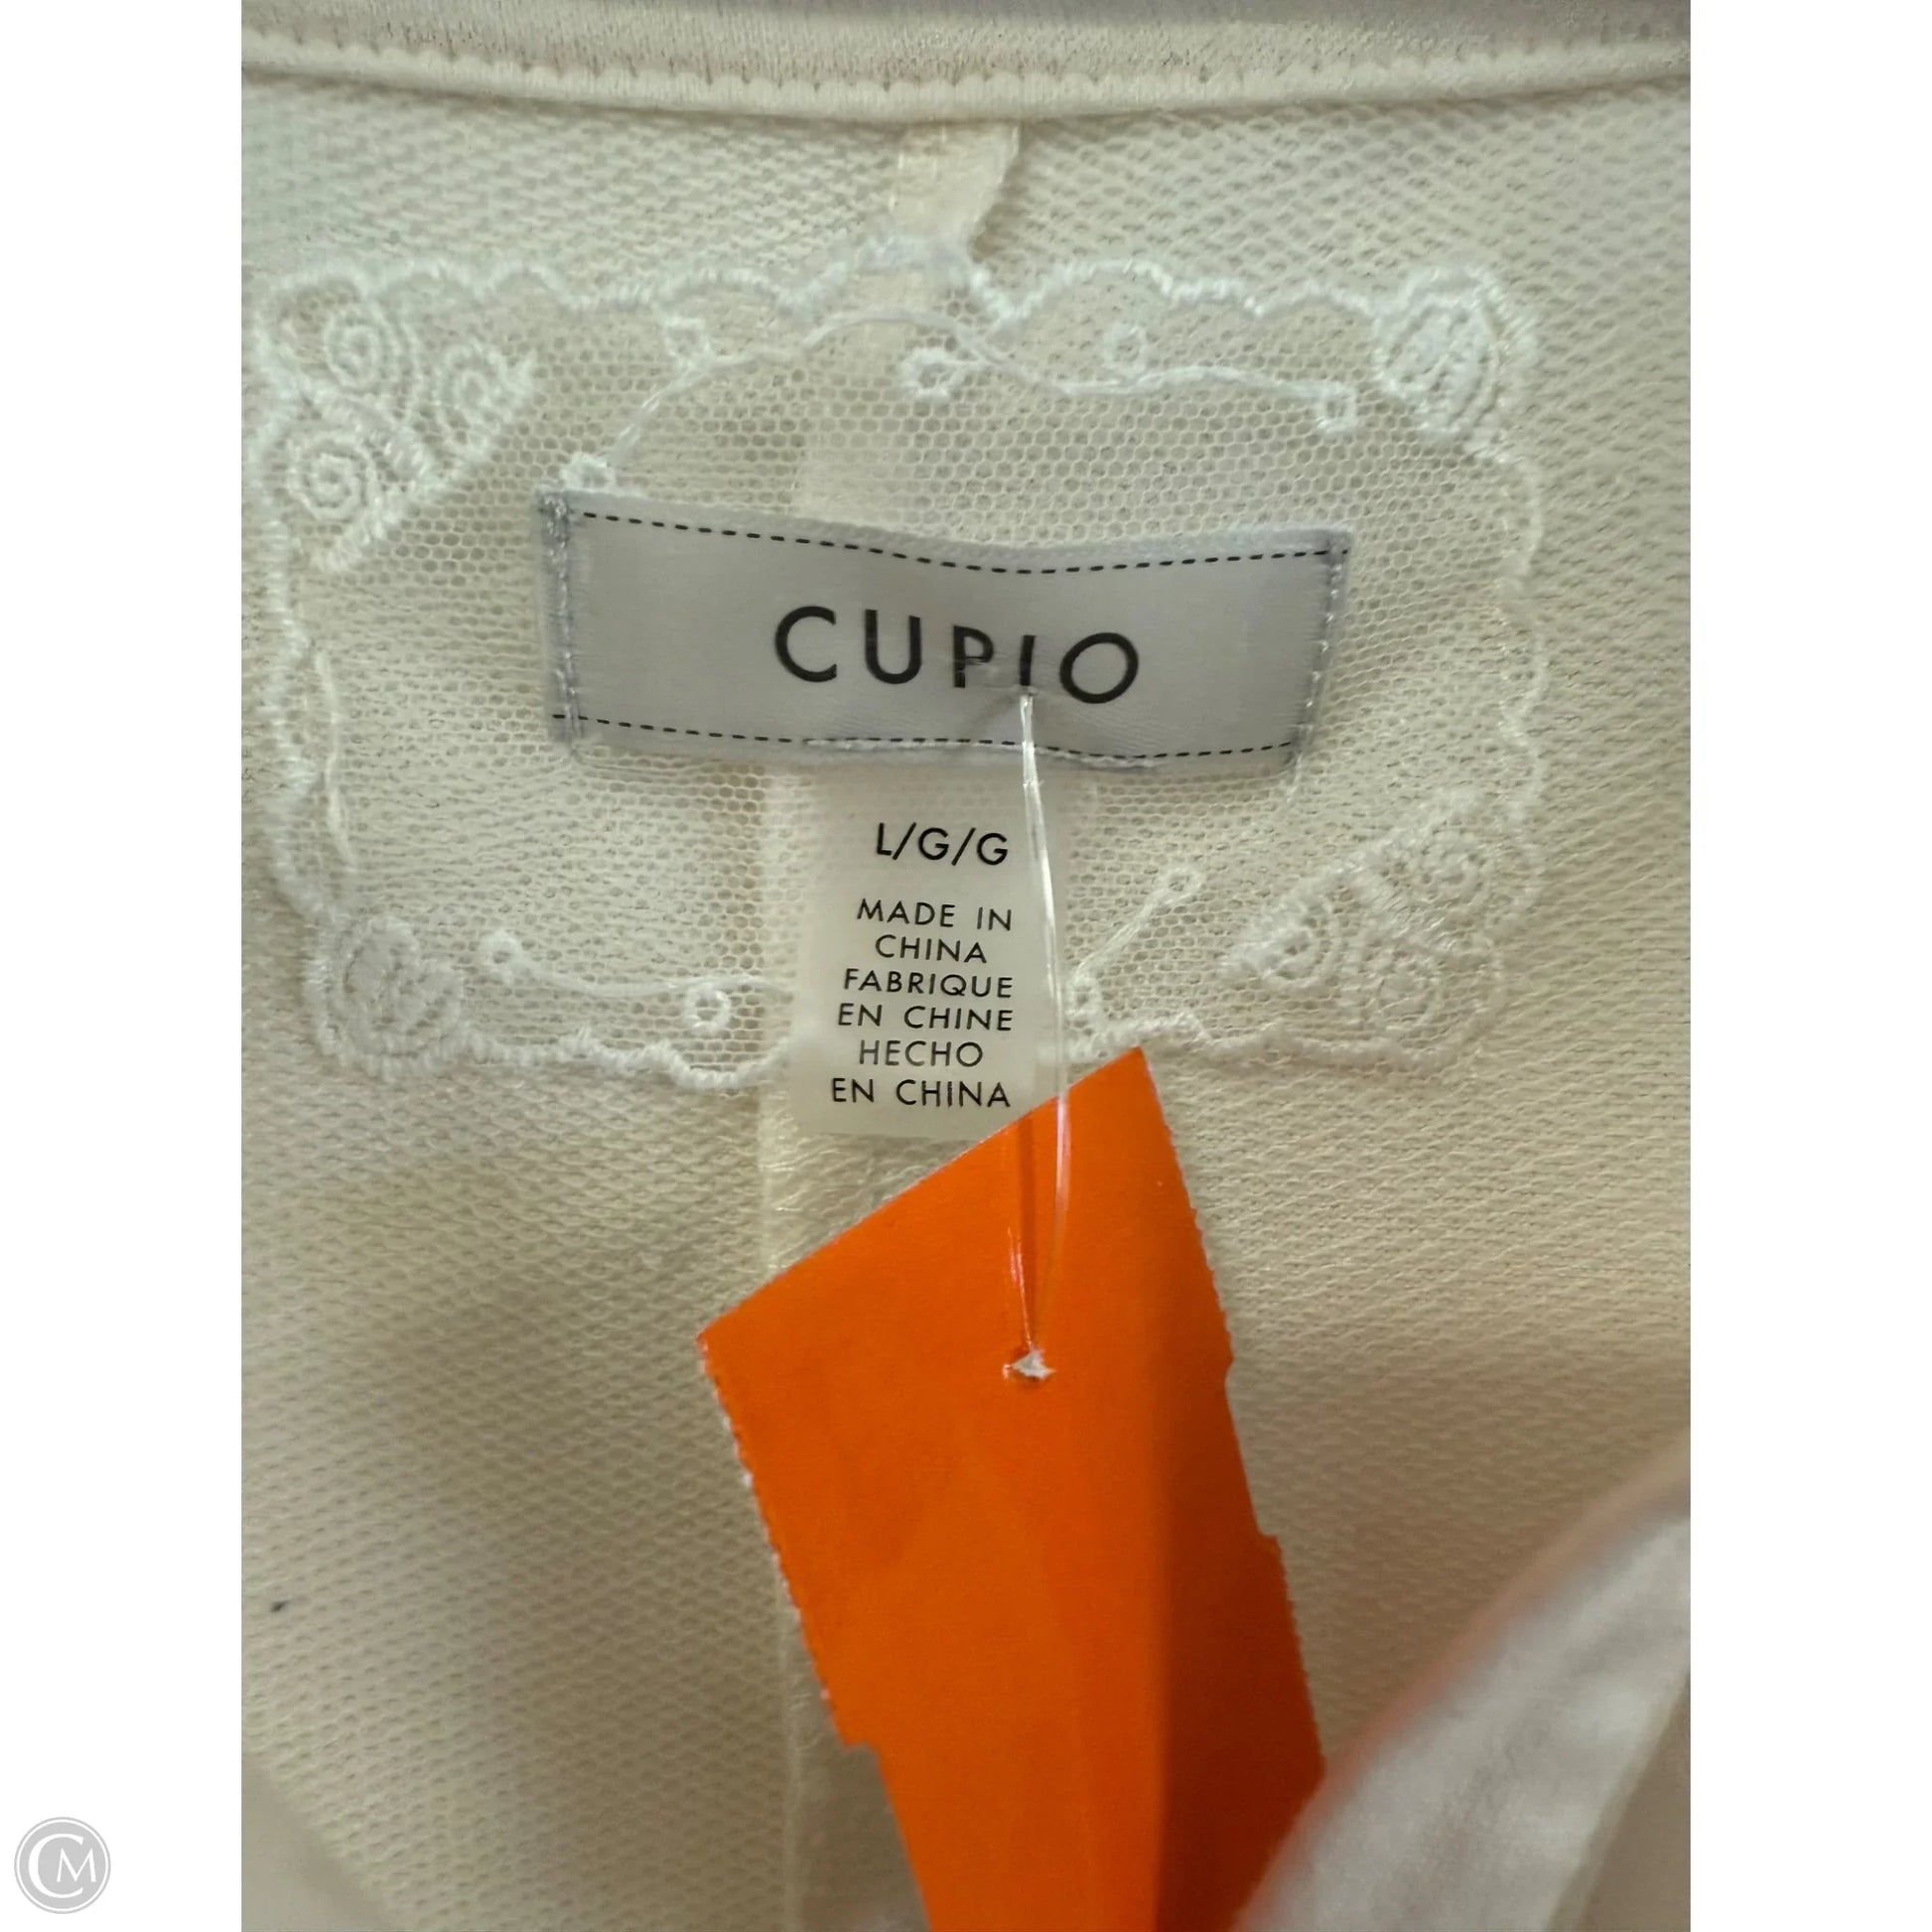 CUPIO
L/G/G
MADE IN
CHINA
FABRIQUE
EN CHINE
HECHO
EN CHINA
CM